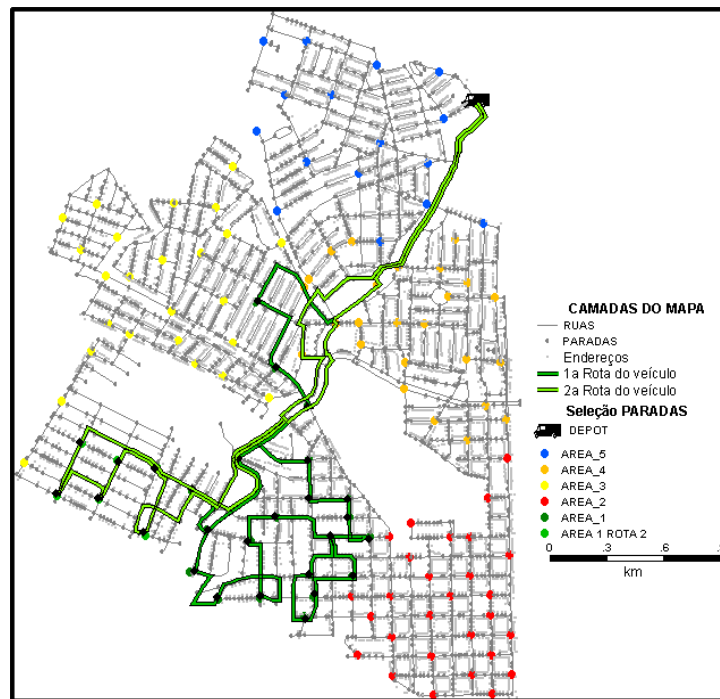 CAMADAS DO MAPA
RUAS
PARADAS
Endereços
1a Rota do veículo
2a Rota do veículo
Seleção PARADAS
DEPOT
AREA_5
AREA_4
AREA_3
AREA_2
AREA_1
AREA 1 ROTA 2
0 .3 .6
km